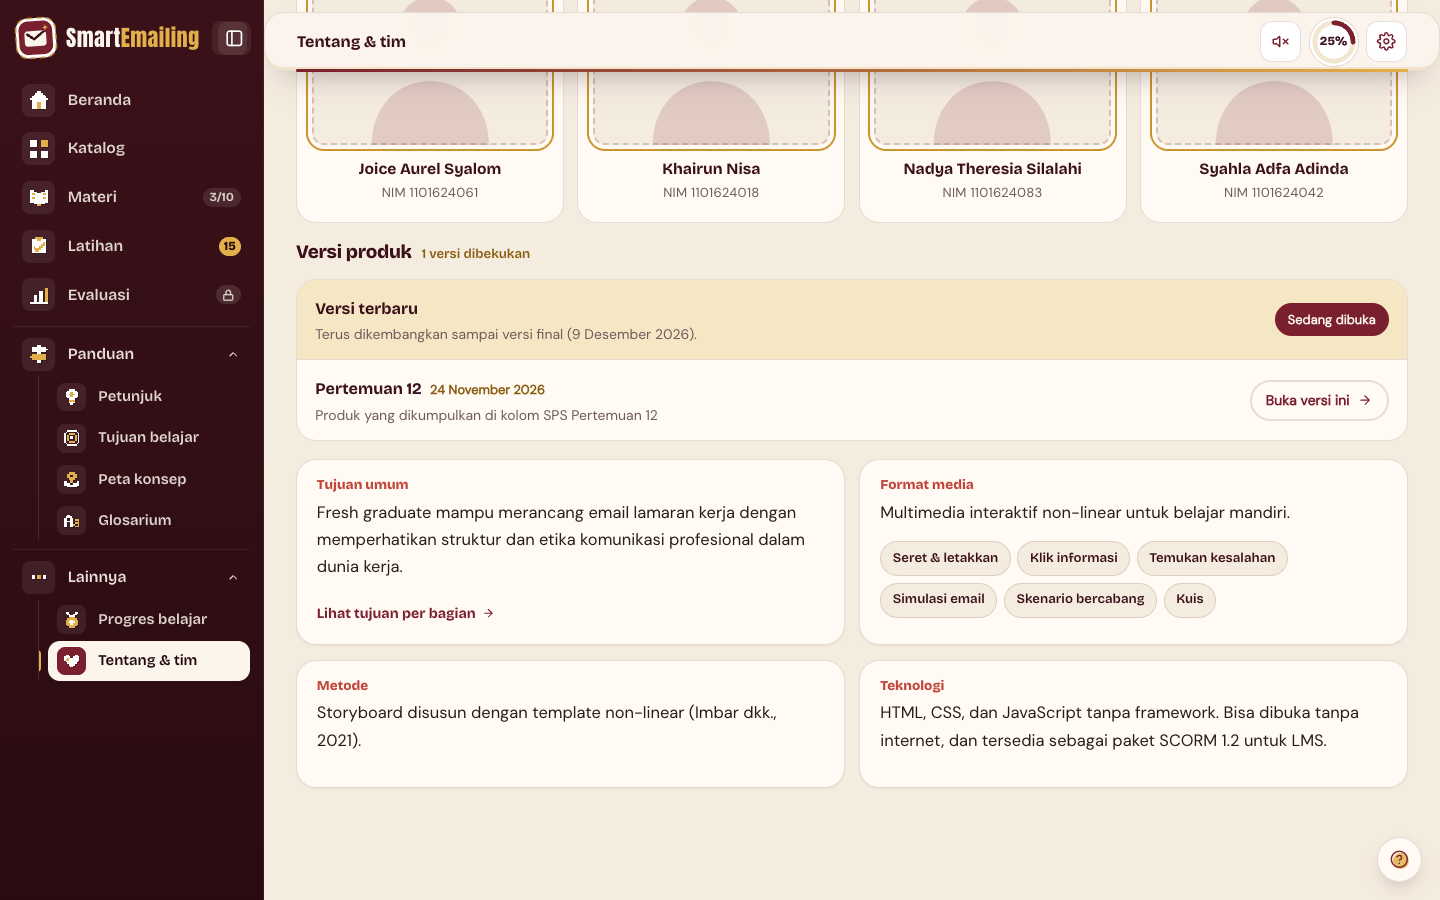 SmartEmailing
Beranda
Katalog
Materi 3/10
Latihan 15
Evaluasi
Panduan
Petunjuk
Tujuan belajar
Peta konsep
Glosarium
Lainnya
Progres belajar
Tentang & tim
Tentang & tim
25%
Joice Aurel Syalom
NIM 1101624061
Khairun Nisa
NIM 1101624018
Nadya Theresia Silalahi
NIM 1101624083
Syahla Adfa Adinda
NIM 1101624042
Versi produk 1 versi dibekukan
Versi terbaru
Terus dikembangkan sampai versi final (9 Desember 2026).
Sedang dibuka
Pertemuan 12 24 November 2026
Produk yang dikumpulkan di kolom SPS Pertemuan 12
Buka versi ini →
Tujuan umum
Fresh graduate mampu merancang email lamaran kerja dengan
memperhatikan struktur dan etika komunikasi profesional dalam
dunia kerja.
Lihat tujuan per bagian →
Format media
Multimedia interaktif non-linear untuk belajar mandiri.
Seret & letakkan Klik informasi Temukan kesalahan
Simulasi email Skenario bercabang Kuis
Metode
Storyboard disusun dengan template non-linear (Imbar dkk.,
2021).
Teknologi
HTML, CSS, dan JavaScript tanpa framework. Bisa dibuka tanpa
internet, dan tersedia sebagai paket SCORM 1.2 untuk LMS.
?